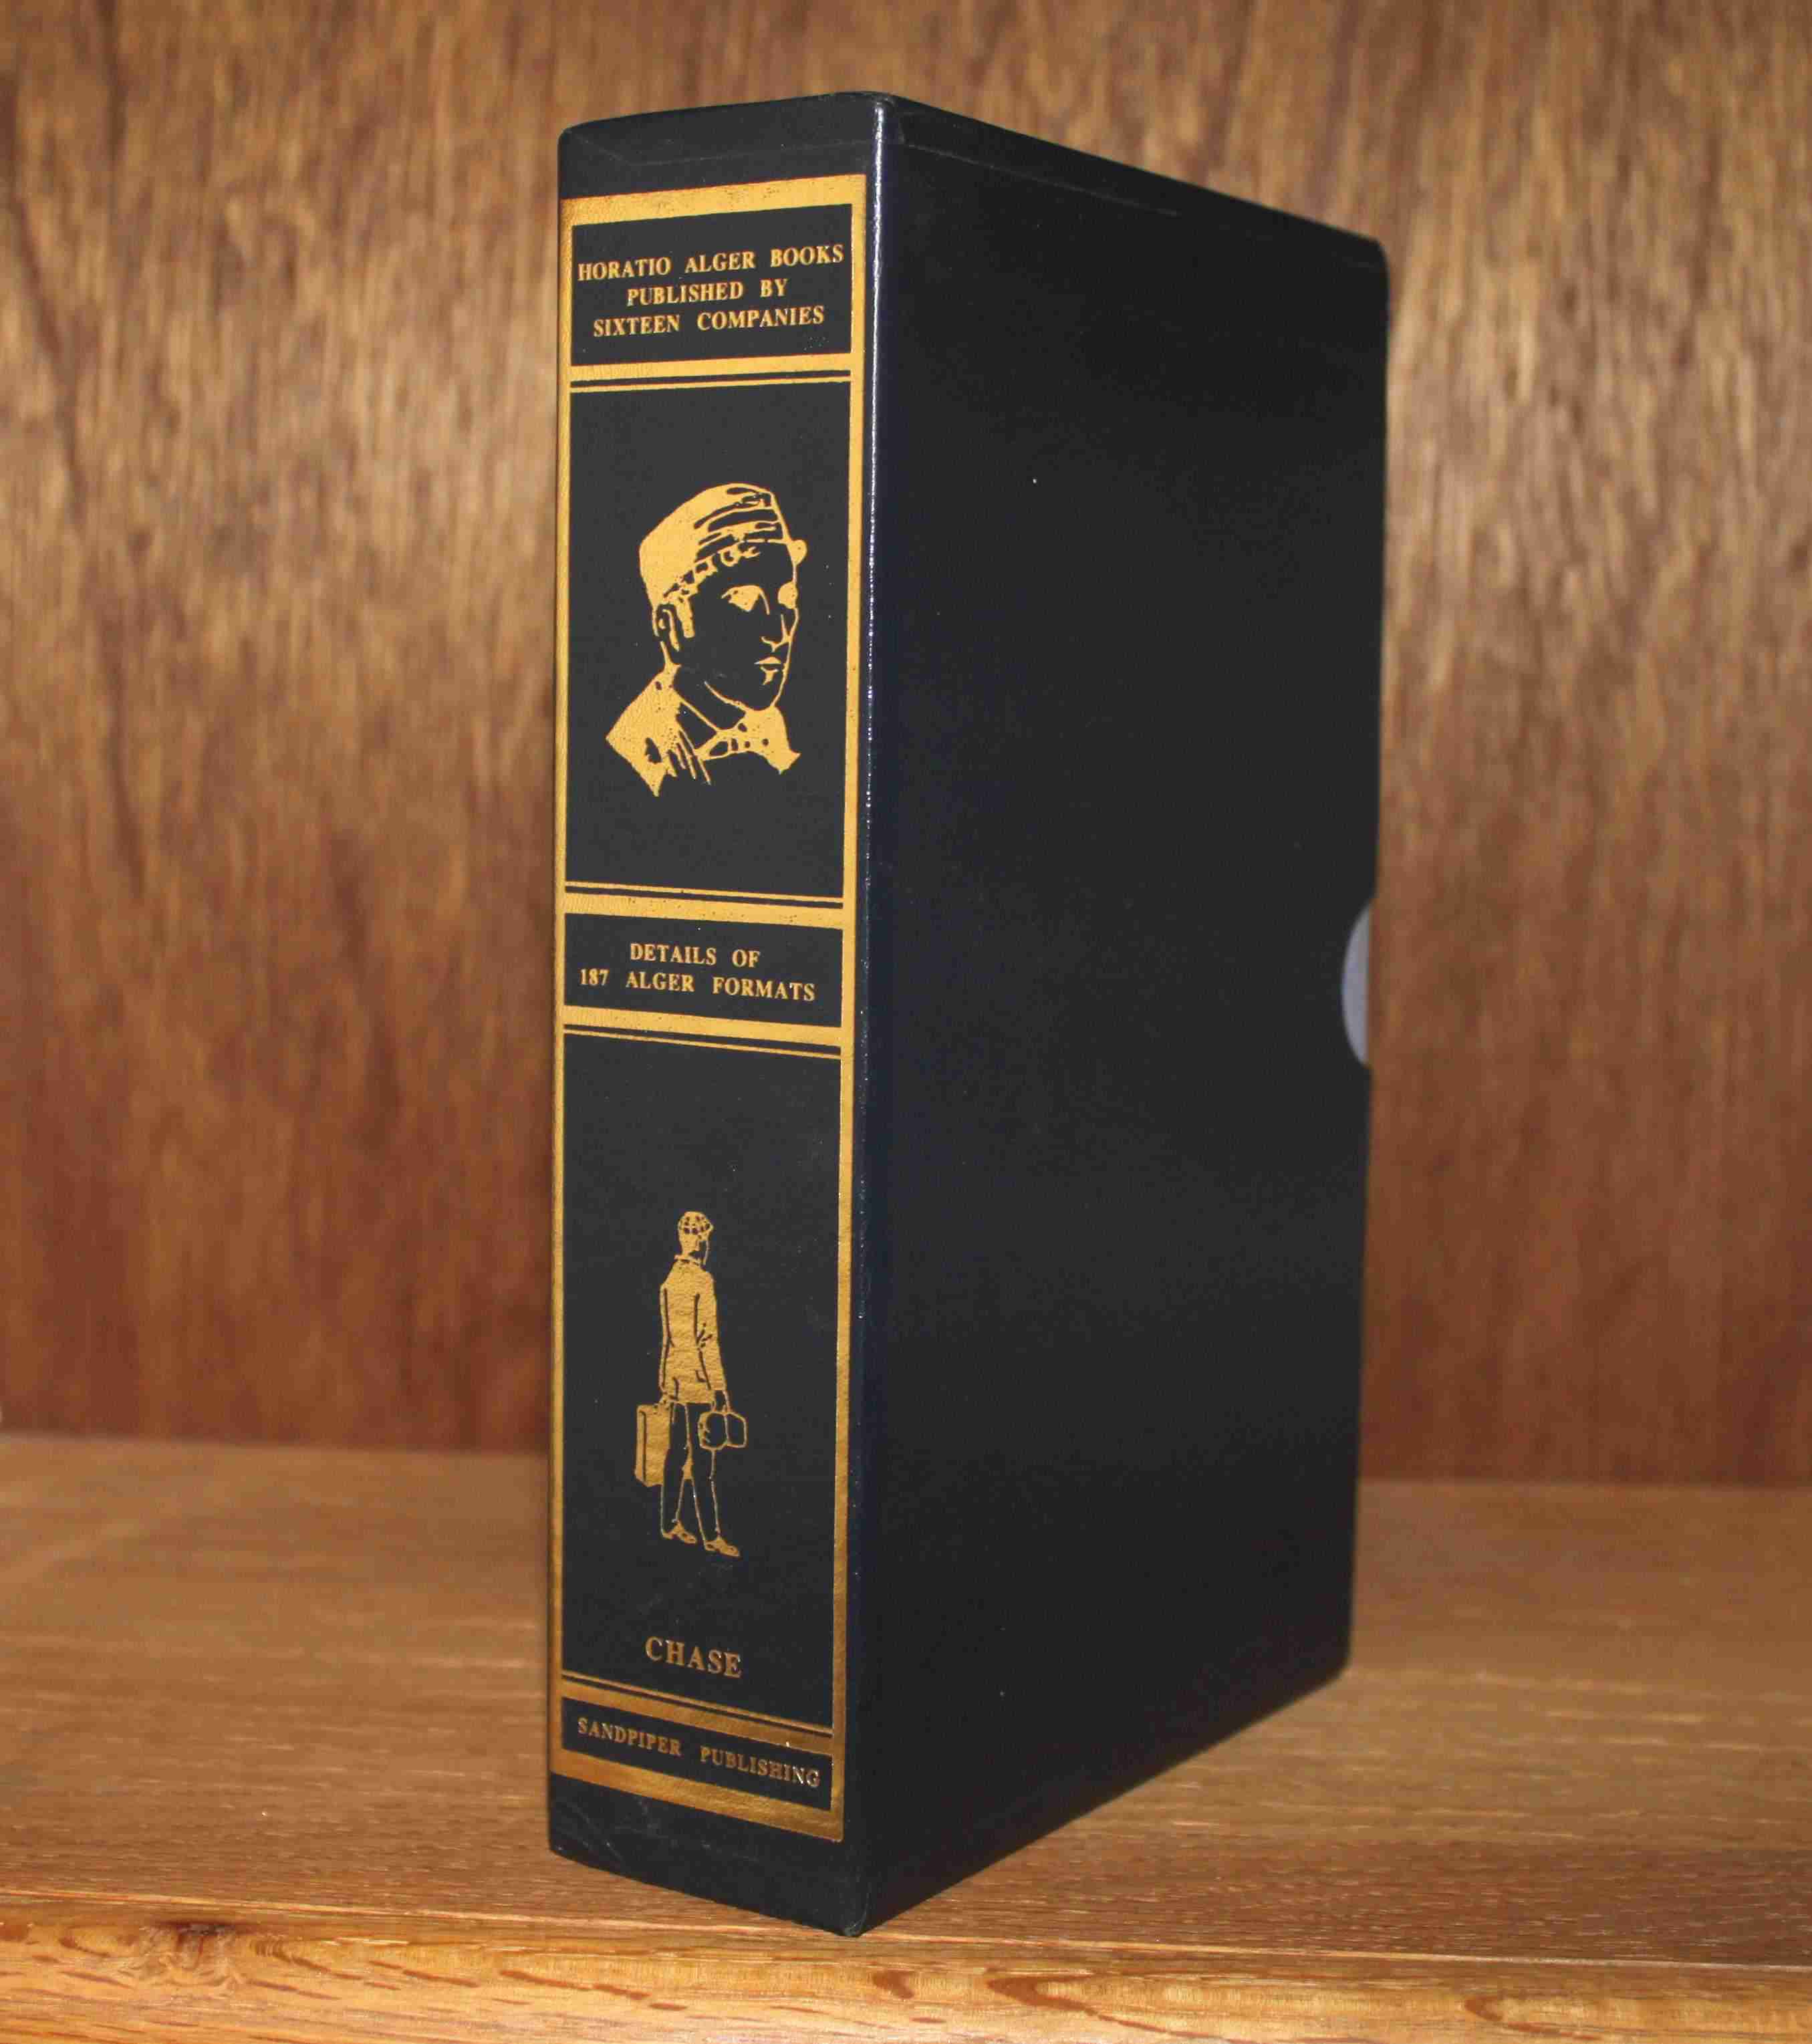 HORATIO ALGER BOOKS
PUBLISHED BY
SIXTEEN COMPANIES
DETAILS OF
187 ALGER FORMATS
CHASE
SANDPIPER PUBLISHING